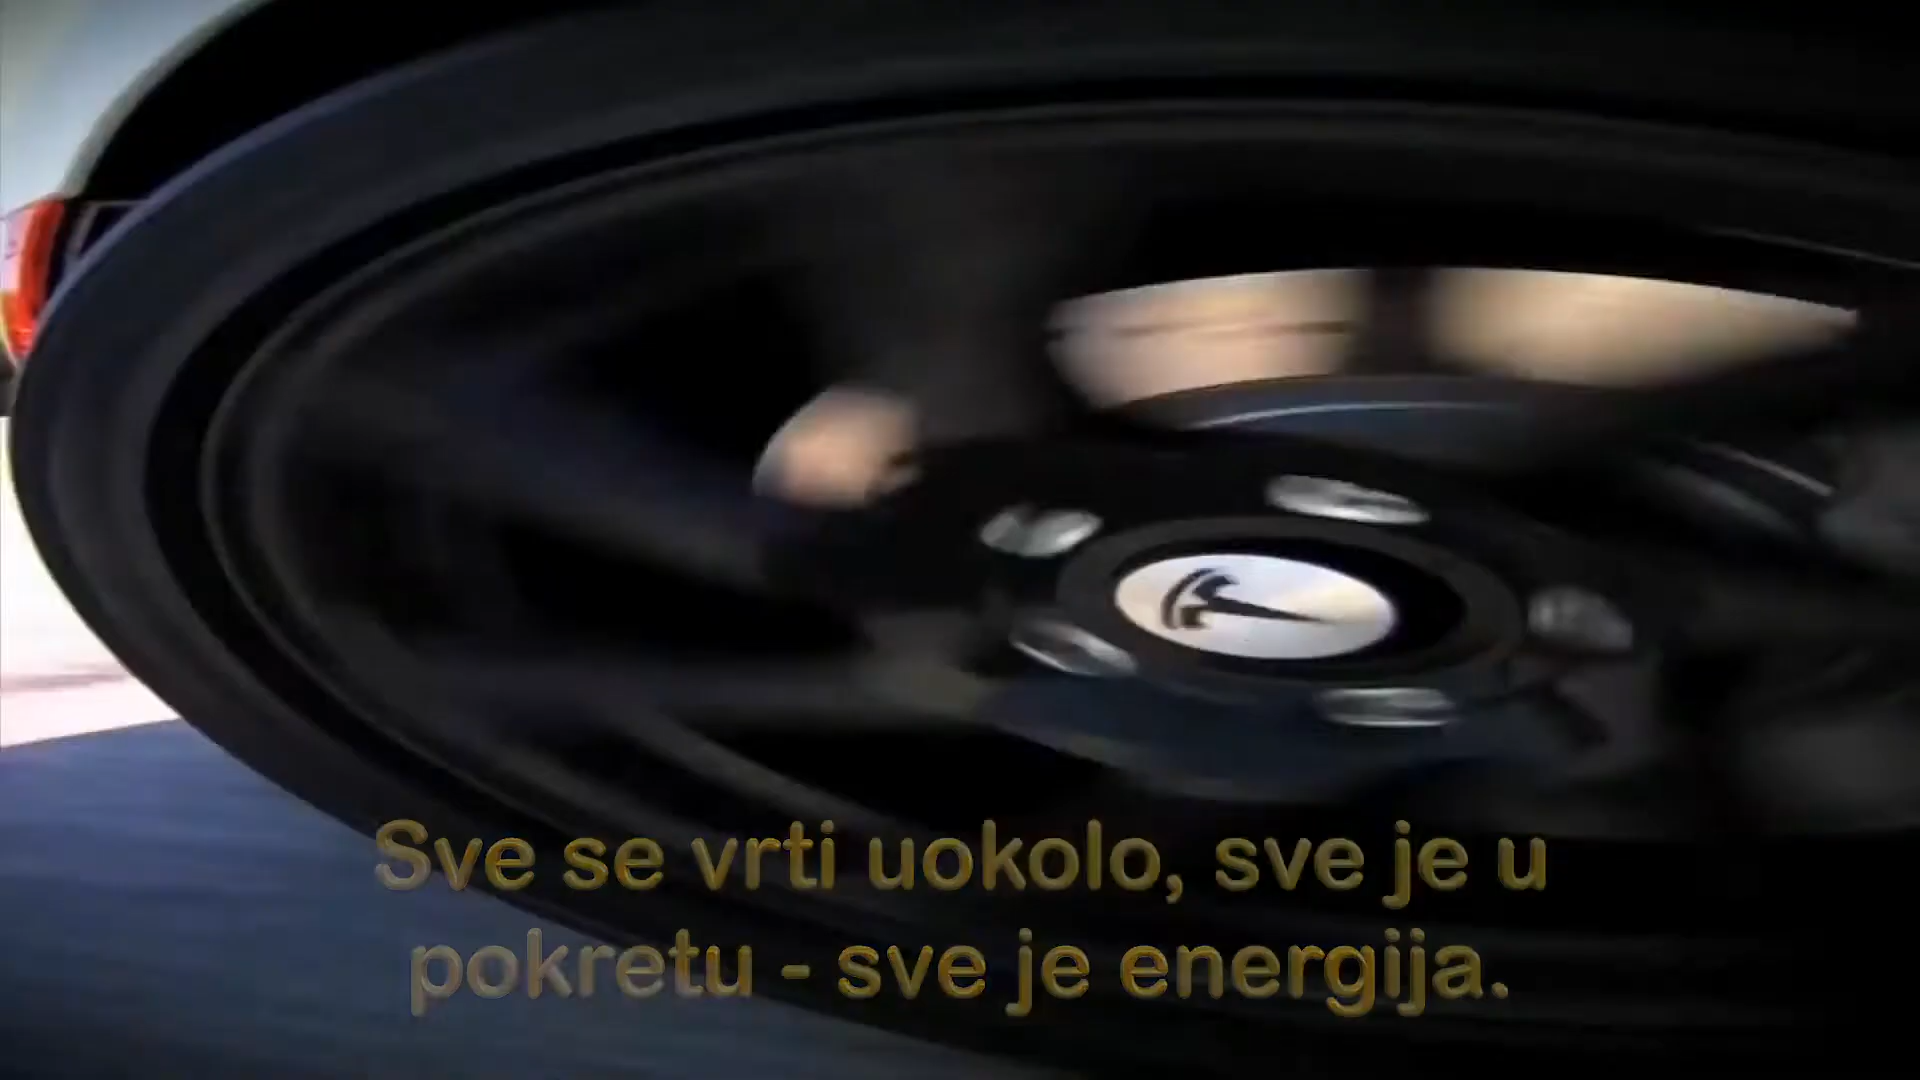 Sve se vrti uokolo, sve je u
pokretu - sve je energija.